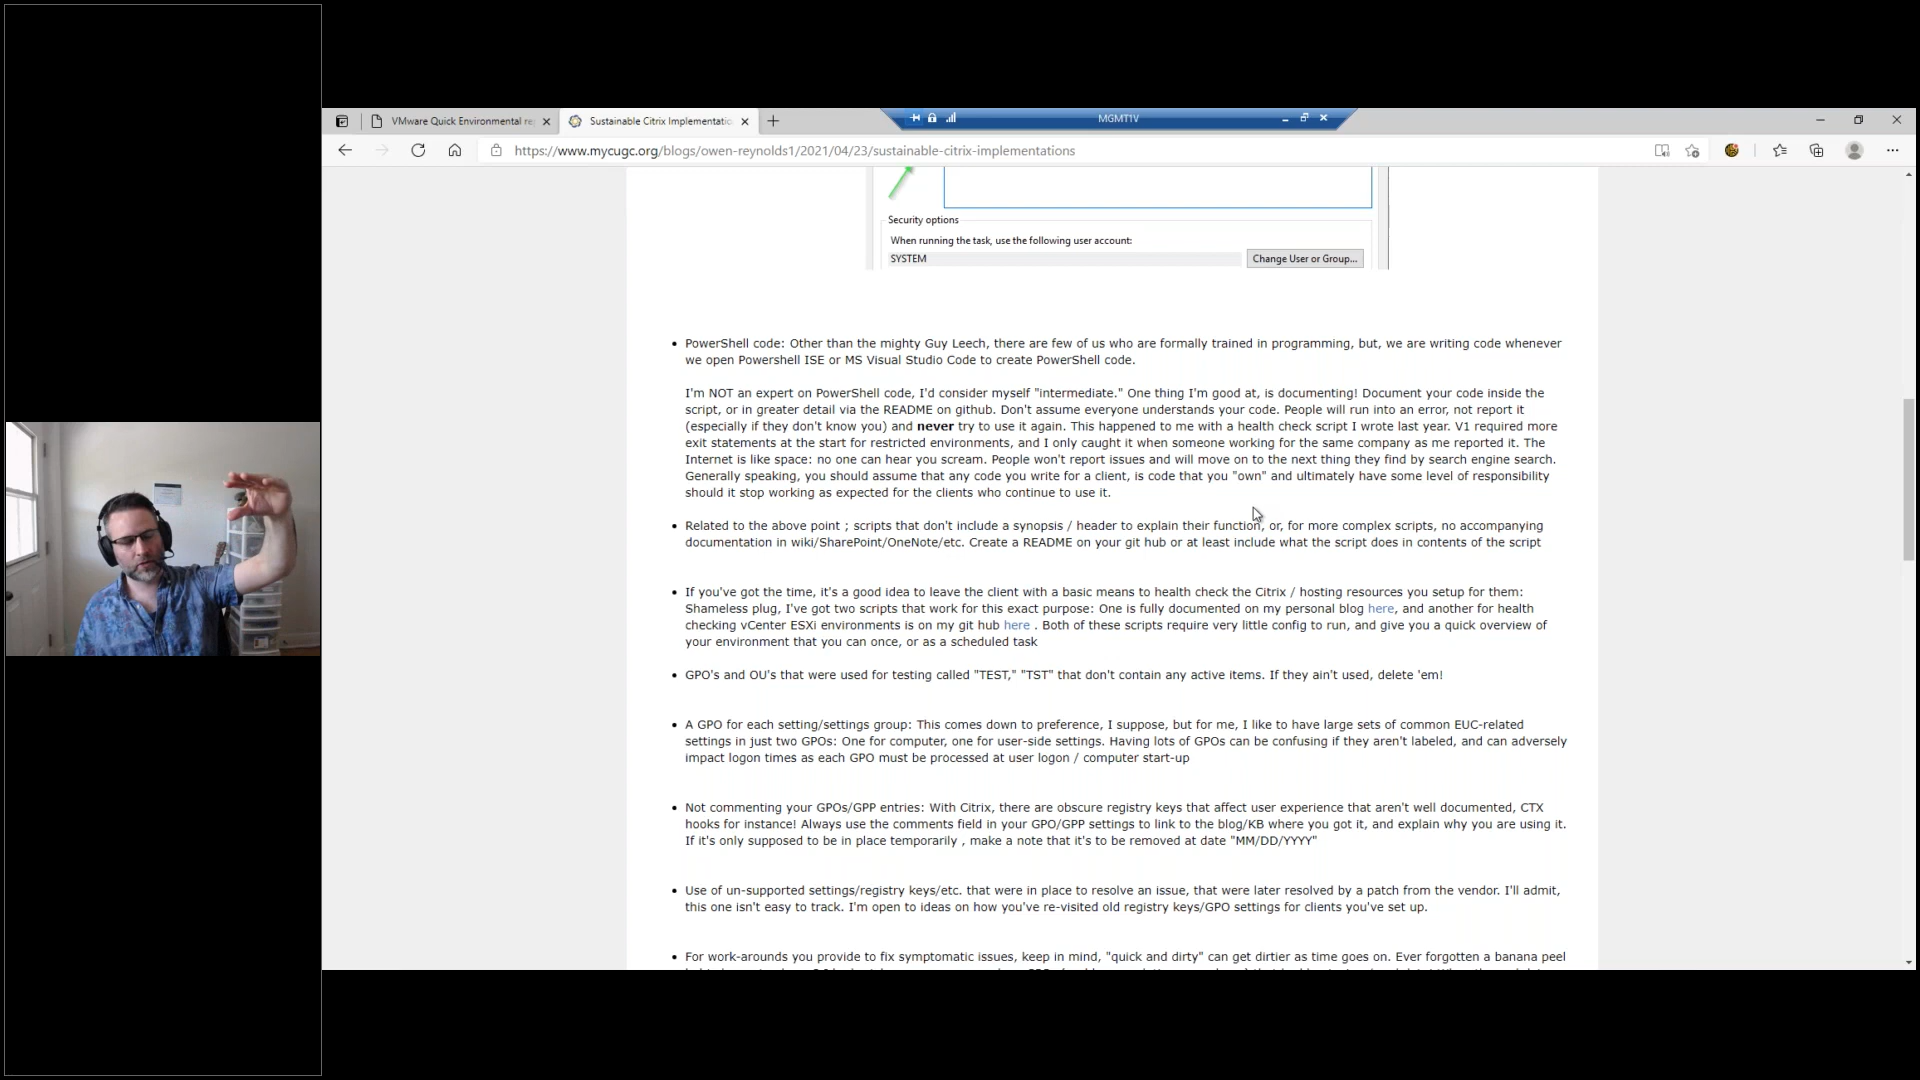 VMware Quick Environmental re
Sustainable Citrix Implementatio
MGMT1V
https://www.mycugc.org/blogs/owen-reynolds1/2021/04/23/sustainable-citrix-implementations
Security options
When running the task, use the following user account:
SYSTEM
Change User or Group...
• PowerShell code: Other than the mighty Guy Leech, there are few of us who are formally trained in programming, but, we are writing code whenever
we open Powershell ISE or MS Visual Studio Code to create PowerShell code.
I'm NOT an expert on PowerShell code, I'd consider myself "intermediate." One thing I'm good at, is documenting! Document your code inside the
script, or in greater detail via the README on github. Don't assume everyone understands your code. People will run into an error, not report it
(especially if they don't know you) and never try to use it again. This happened to me with a health check script I wrote last year. V1 required more
exit statements at the start for restricted environments, and I only caught it when someone working for the same company as me reported it. The
Internet is like space: no one can hear you scream. People won't report issues and will move on to the next thing they find by search engine search.
Generally speaking, you should assume that any code you write for a client, is code that you "own" and ultimately have some level of responsibility
should it stop working as expected for the clients who continue to use it.
• Related to the above point ; scripts that don't include a synopsis / header to explain their function, or, for more complex scripts, no accompanying
documentation in wiki/SharePoint/OneNote/etc. Create a README on your git hub or at least include what the script does in contents of the script
• If you've got the time, it's a good idea to leave the client with a basic means to health check the Citrix / hosting resources you setup for them:
Shameless plug, I've got two scripts that work for this exact purpose: One is fully documented on my personal blog here, and another for health
checking vCenter ESXi environments is on my git hub here . Both of these scripts require very little config to run, and give you a quick overview of
your environment that you can once, or as a scheduled task
• GPO's and OU's that were used for testing called "TEST," "TST" that don't contain any active items. If they ain't used, delete 'em!
• A GPO for each setting/settings group: This comes down to preference, I suppose, but for me, I like to have large sets of common EUC-related
settings in just two GPOs: One for computer, one for user-side settings. Having lots of GPOs can be confusing if they aren't labeled, and can adversely
impact logon times as each GPO must be processed at user logon / computer start-up
• Not commenting your GPOs/GPP entries: With Citrix, there are obscure registry keys that affect user experience that aren't well documented, CTX
hooks for instance! Always use the comments field in your GPO/GPP settings to link to the blog/KB where you got it, and explain why you are using it.
If it's only supposed to be in place temporarily , make a note that it's to be removed at date "MM/DD/YYYY"
• Use of un-supported settings/registry keys/etc. that were in place to resolve an issue, that were later resolved by a patch from the vendor. I'll admit,
this one isn't easy to track. I'm open to ideas on how you've re-visited old registry keys/GPO settings for clients you've set up.
• For work-arounds you provide to fix symptomatic issues, keep in mind, "quick and dirty" can get dirtier as time goes on. Ever forgotten a banana peel